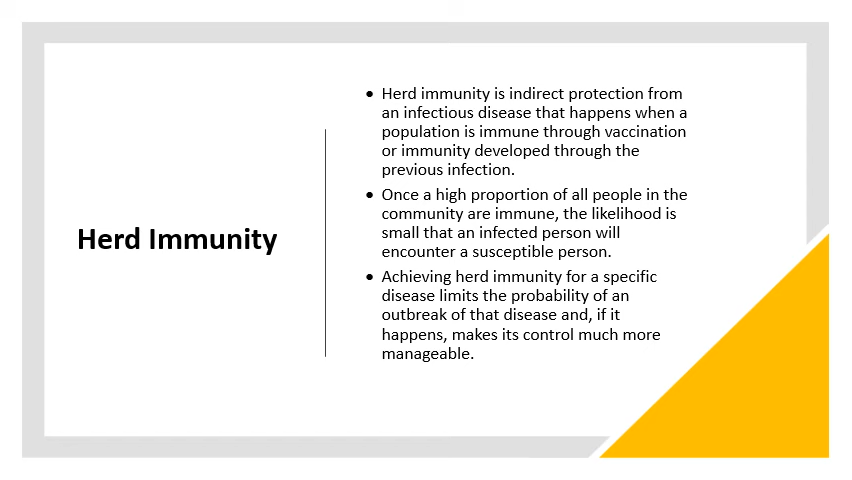 Herd Immunity
• Herd immunity is indirect protection from
an infectious disease that happens when a
population is immune through vaccination
or immunity developed through the
previous infection.
• Once a high proportion of all people in the
community are immune, the likelihood is
small that an infected person will
encounter a susceptible person.
• Achieving herd immunity for a specific
disease limits the probability of an
outbreak of that disease and, if it
happens, makes its control much more
manageable.